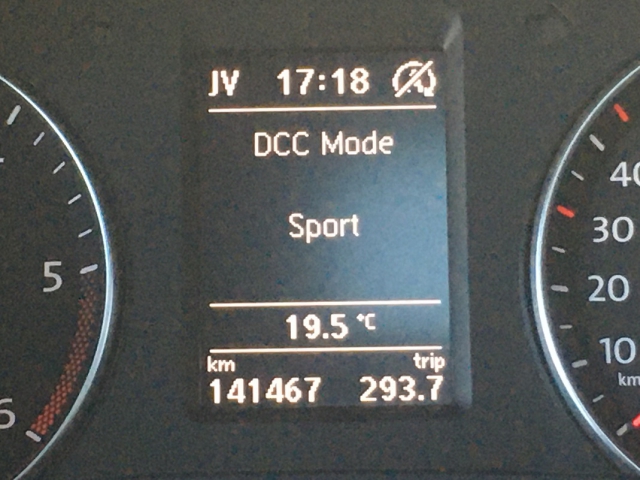 JV 17:18
DCC Mode
Sport
19.5 °C
km trip
141467 293.7
5
6
40
30
20
10
km